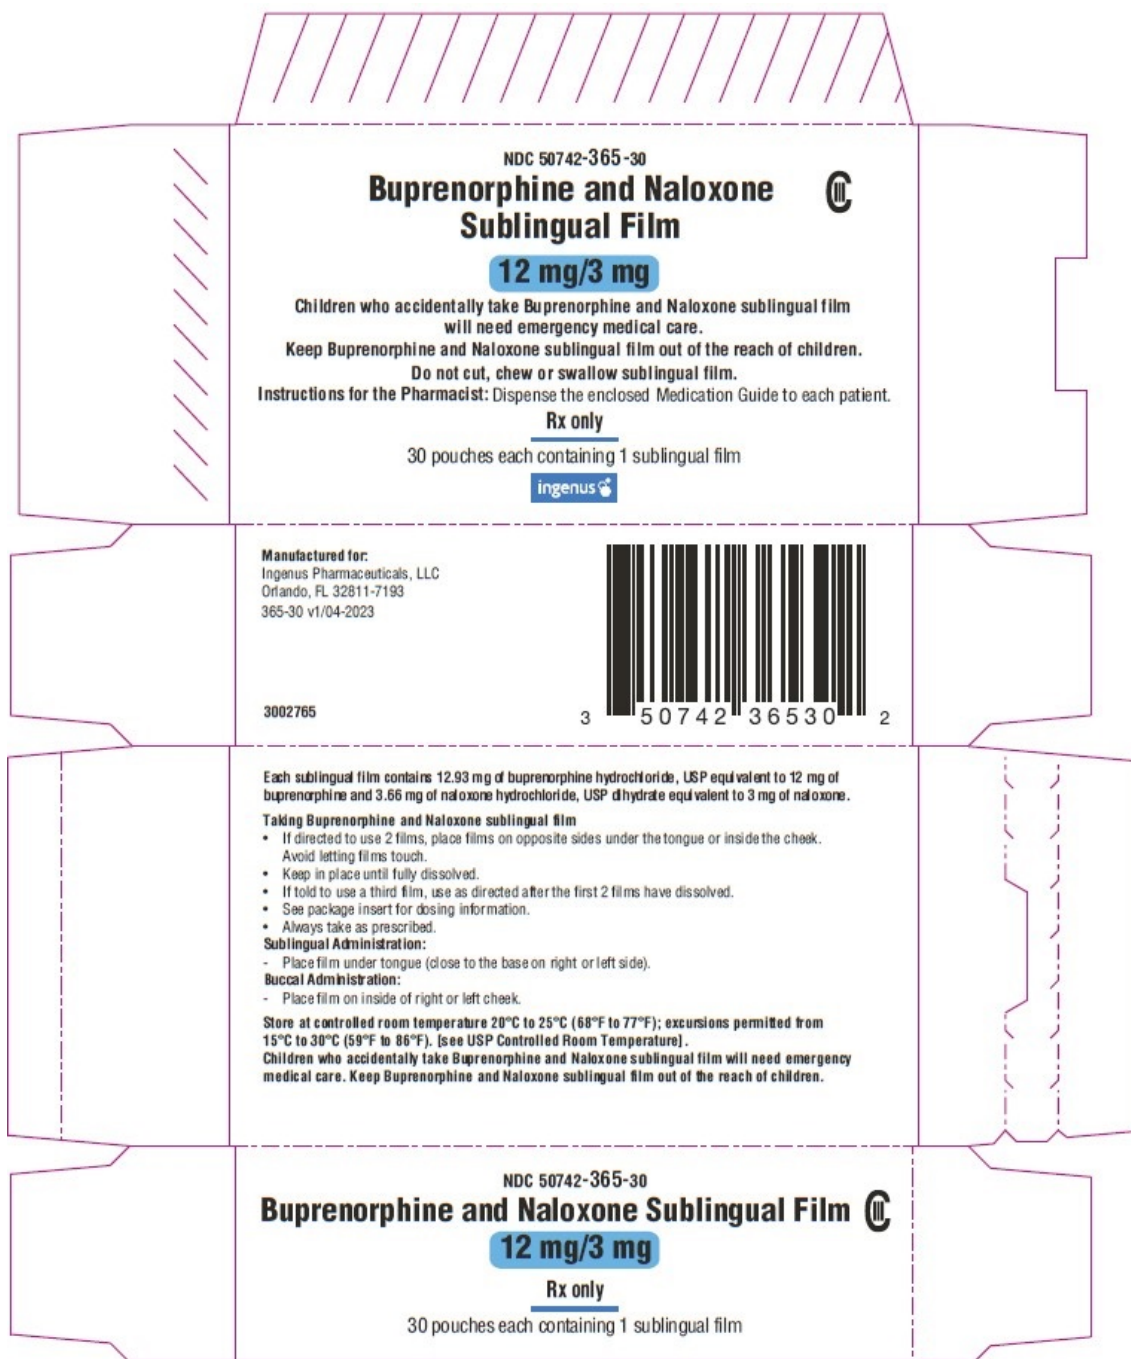 NDC 50742-365-30
Buprenorphine and Naloxone
Sublingual Film
CIII
12 mg/3 mg
Children who accidentally take Buprenorphine and Naloxone sublingual film
will need emergency medical care.
Keep Buprenorphine and Naloxone sublingual film out of the reach of children.
Do not cut, chew or swallow sublingual film.
Instructions for the Pharmacist: Dispense the enclosed Medication Guide to each patient.
Rx only
30 pouches each containing 1 sublingual film
ingenus
Manufactured for:
Ingenus Pharmaceuticals, LLC
Orlando, FL 32811-7193
365-30 v1/04-2023
3002765
3 50742 36530 2
Each sublingual film contains 12.93 mg of buprenorphine hydrochloride, USP equivalent to 12 mg of
buprenorphine and 3.66 mg of naloxone hydrochloride, USP dihydrate equivalent to 3 mg of naloxone.
Taking Buprenorphine and Naloxone sublingual film
• If directed to use 2 films, place films on opposite sides under the tongue or inside the cheek.
Avoid letting films touch.
• Keep in place until fully dissolved.
• If told to use a third film, use as directed after the first 2 films have dissolved.
• See package insert for dosing information.
• Always take as prescribed.
Sublingual Administration:
- Place film under tongue (close to the base on right or left side).
Buccal Administration:
- Place film on inside of right or left cheek.
Store at controlled room temperature 20°C to 25°C (68°F to 77°F); excursions permitted from
15°C to 30°C (59°F to 86°F). [see USP Controlled Room Temperature].
Children who accidentally take Buprenorphine and Naloxone sublingual film will need emergency
medical care. Keep Buprenorphine and Naloxone sublingual film out of the reach of children.
NDC 50742-365-30
Buprenorphine and Naloxone Sublingual Film CIII
12 mg/3 mg
Rx only
30 pouches each containing 1 sublingual film